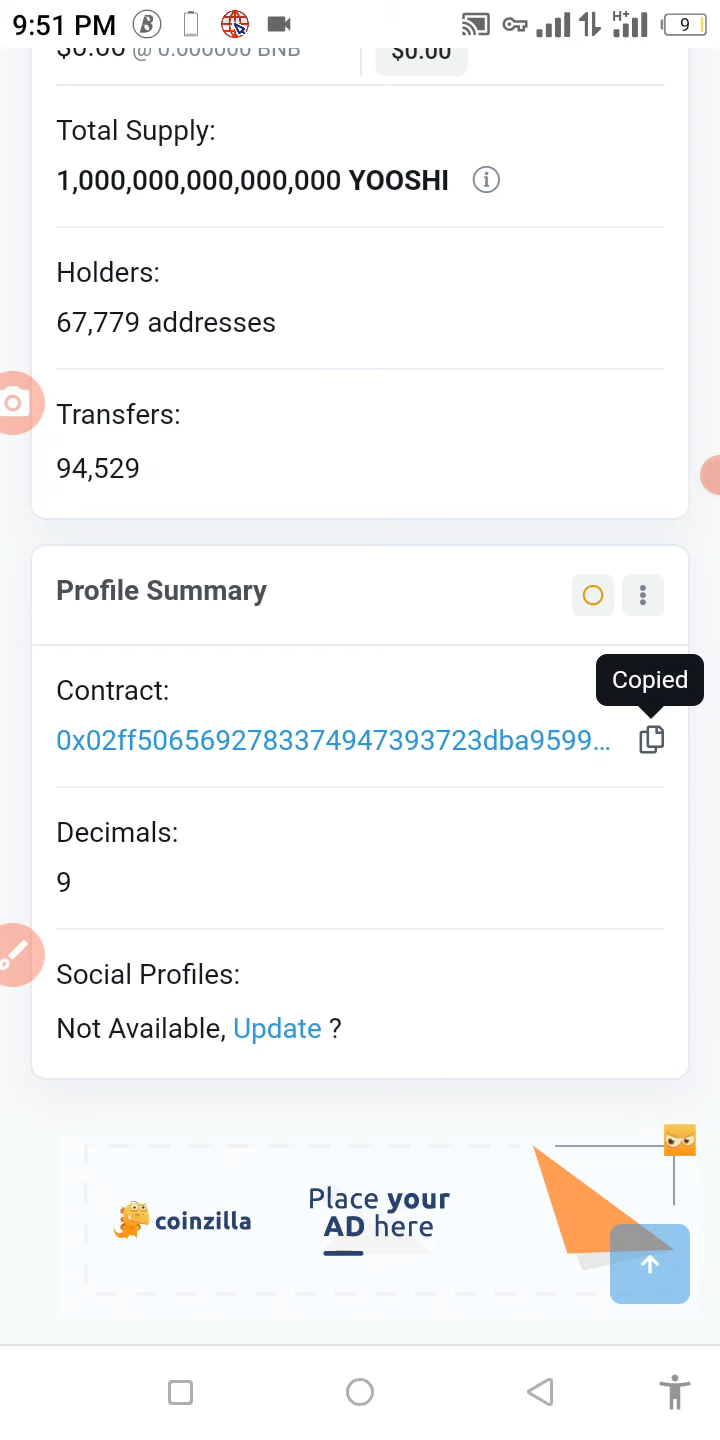 9:51 PM
H+
9
$0.00 @ 0.000000 BNB
$0.00
Total Supply:
1,000,000,000,000,000 YOOSHI
Holders:
67,779 addresses
Transfers:
94,529
Profile Summary
Copied
Contract:
0x02ff5065692783374947393723dba9599...
Decimals:
9
Social Profiles:
Not Available, Update ?
coinzilla
Place your
AD here